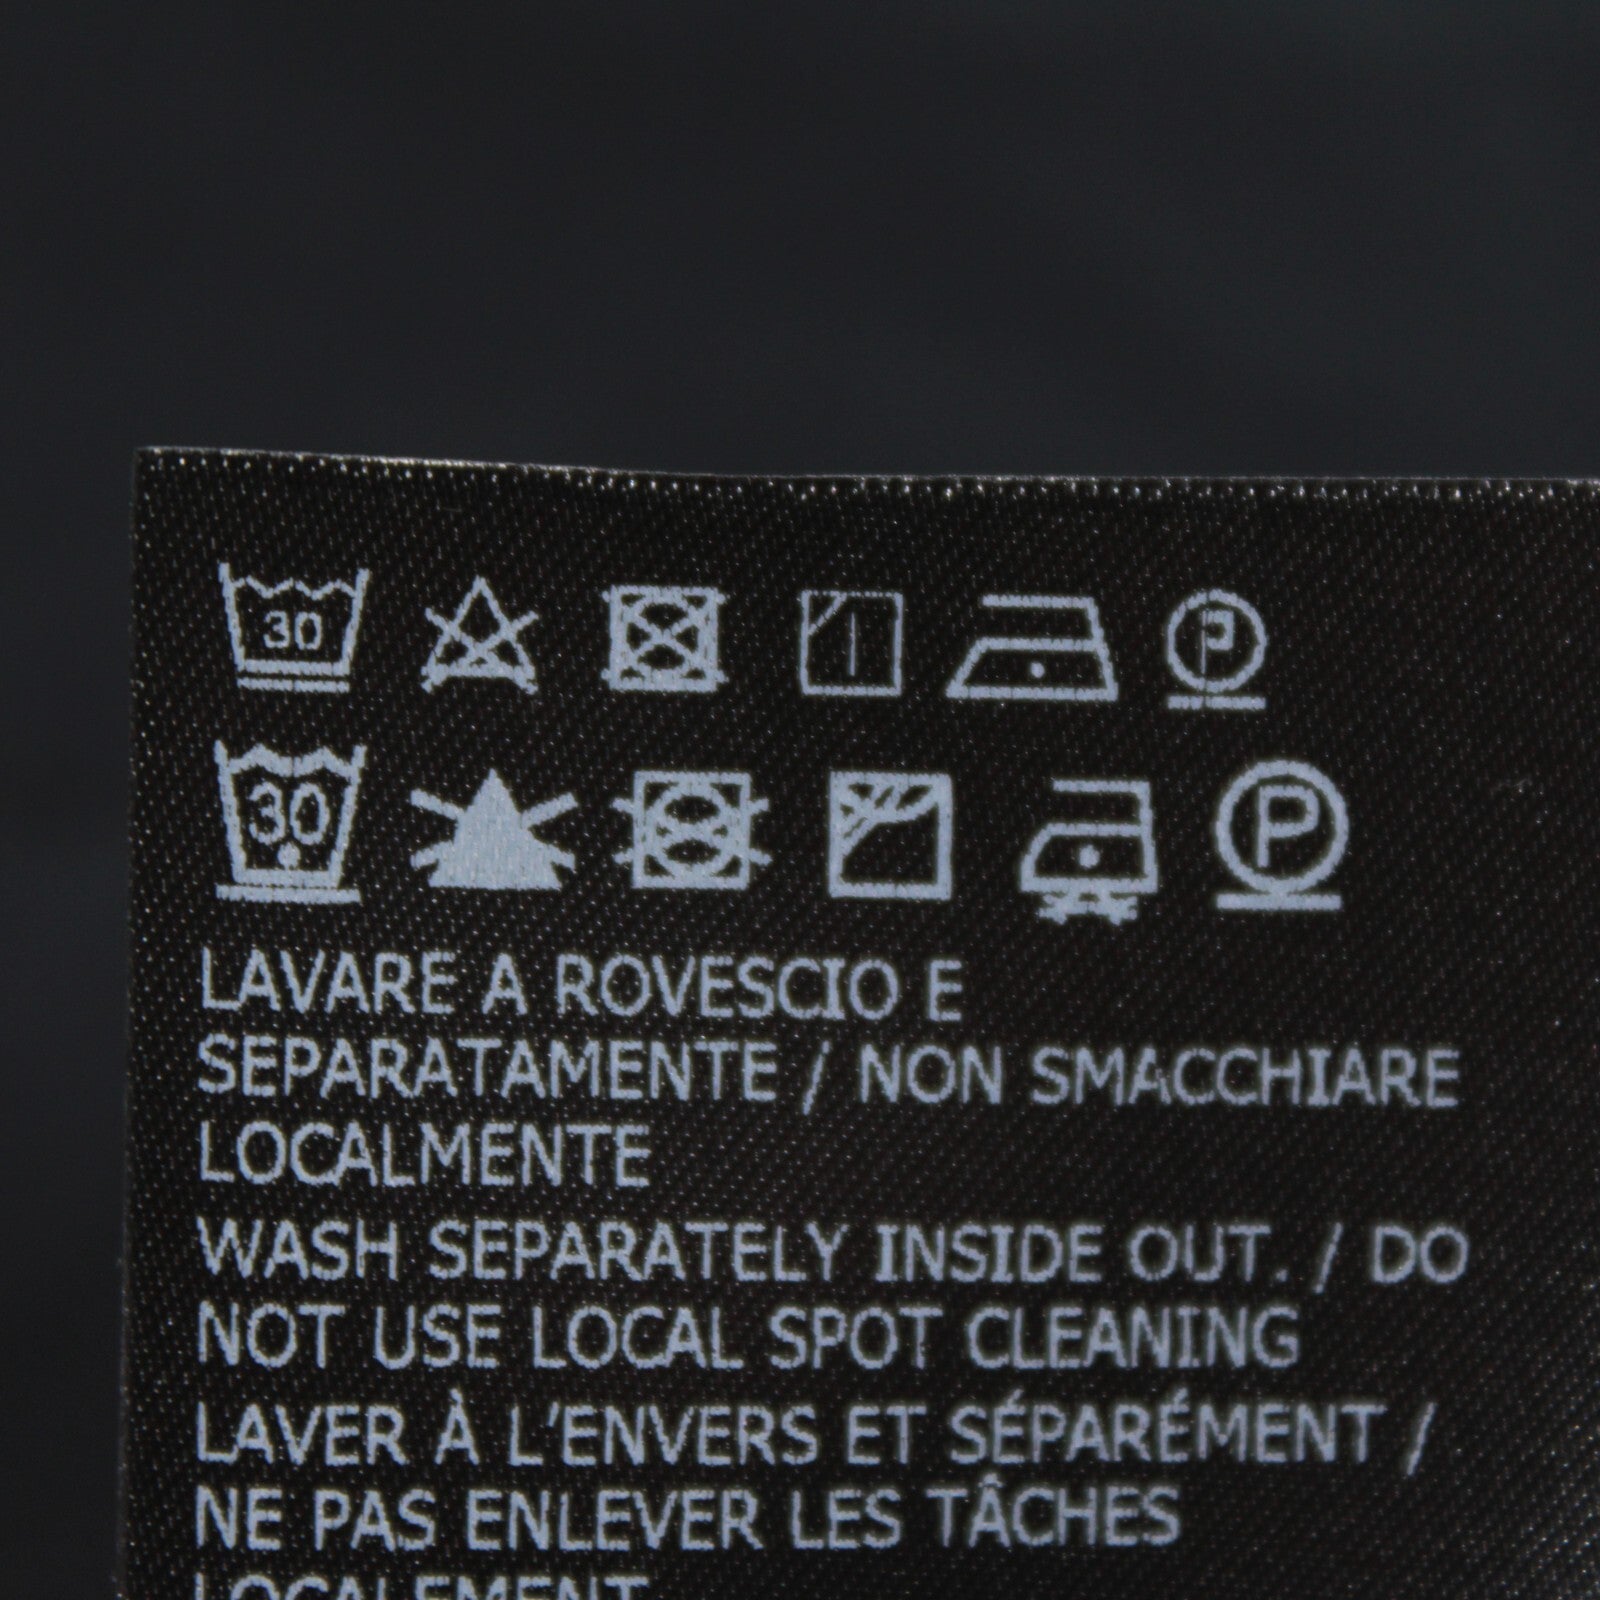 30 P
30 P
LAVARE A ROVESCIO E
SEPARATAMENTE / NON SMACCHIARE
LOCALMENTE
WASH SEPARATELY INSIDE OUT. / DO
NOT USE LOCAL SPOT CLEANING
LAVER À L'ENVERS ET SÉPARÉMENT /
NE PAS ENLEVER LES TÂCHES
LOCALEMENT